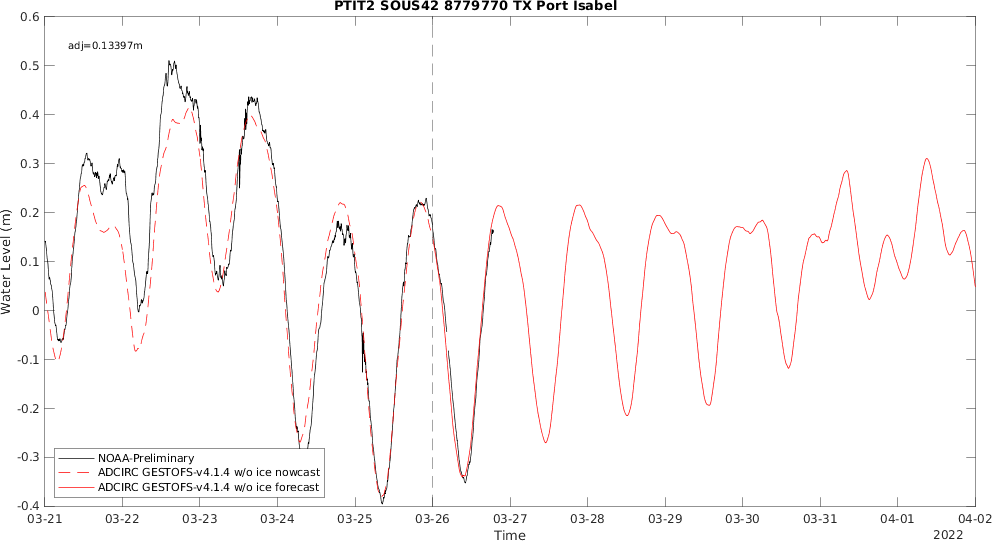 PTIT2 SOUS42 8779770 TX Port Isabel
adj=0.13397m
0.6
0.5
0.4
0.3
0.2
0.1
0
-0.1
-0.2
-0.3
-0.4
Water Level (m)
NOAA-Preliminary
ADCIRC GESTOFS-v4.1.4 w/o ice nowcast
ADCIRC GESTOFS-v4.1.4 w/o ice forecast
03-21 03-22 03-23 03-24 03-25 03-26 03-27 03-28 03-29 03-30 03-31 04-01 04-02
Time
2022